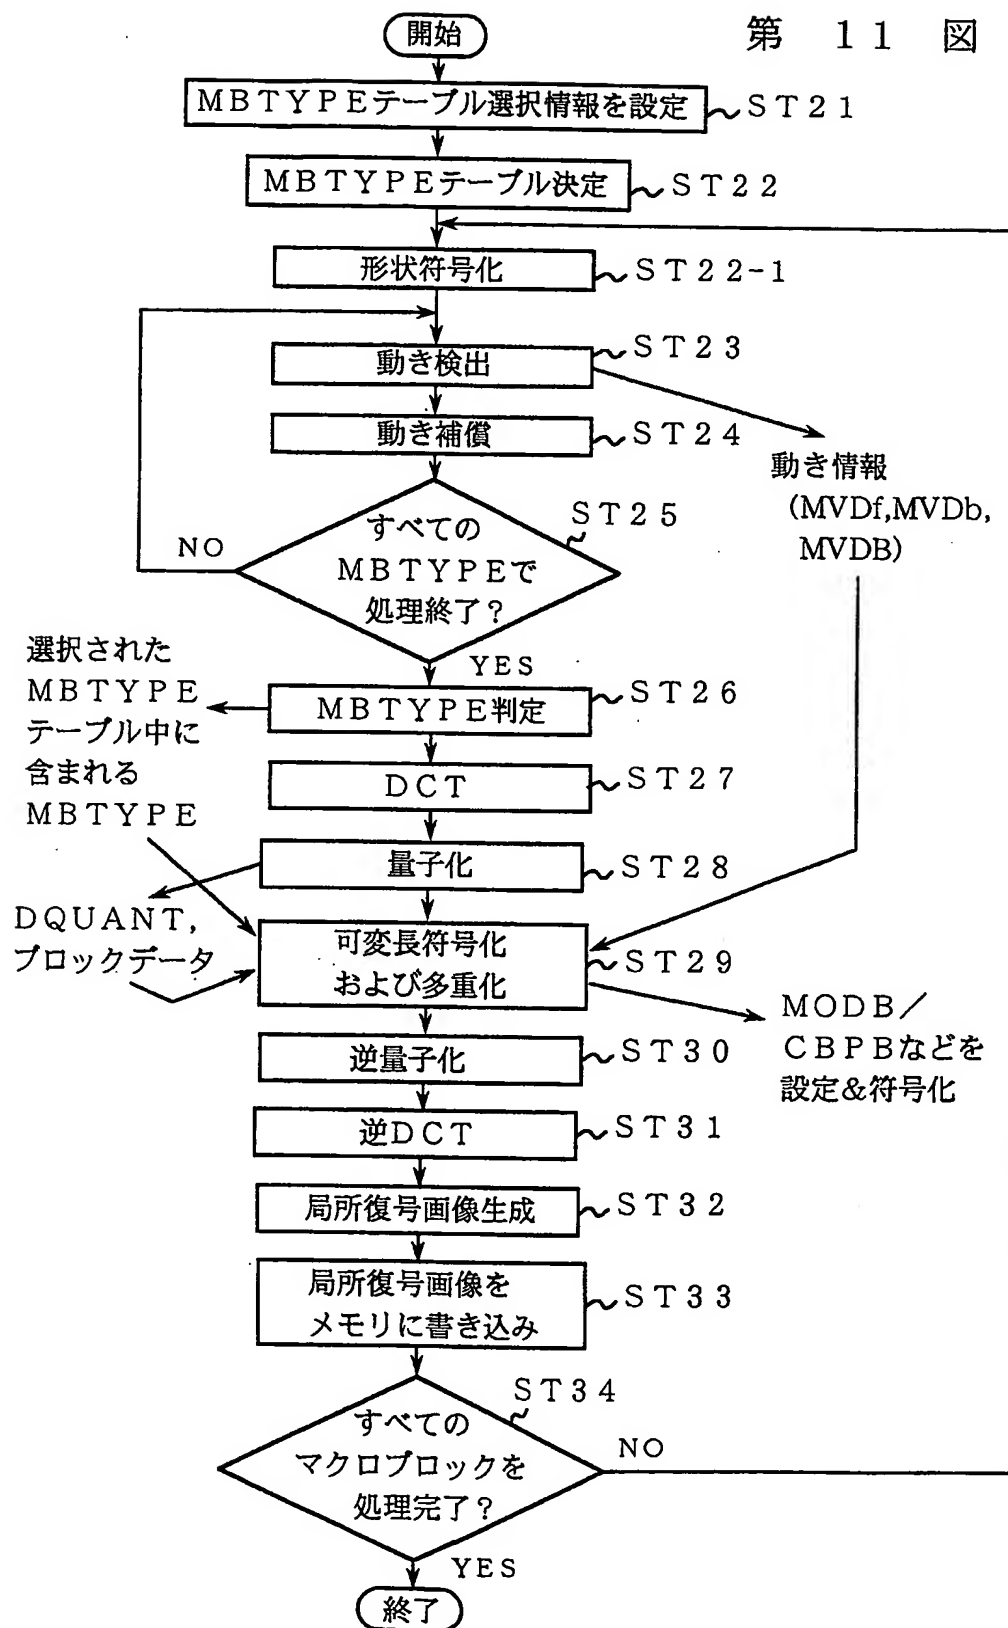 第 11 図
開始
MBTYPEテーブル選択情報を設定
ST21
MBTYPEテーブル決定
ST22
形状符号化
ST22-1
動き検出
ST23
動き補償
ST24
動き情報
(MVDf,MVDb,
MVDB)
すべての
MBTYPEで
処理終了?
ST25
NO
YES
選択された
MBTYPE
テーブル中に
含まれる
MBTYPE
MBTYPE判定
ST26
DCT
ST27
量子化
ST28
DQUANT,
ブロックデータ
可変長符号化
および多重化
ST29
MODB/
CBPBなどを
設定&符号化
逆量子化
ST30
逆DCT
ST31
局所復号画像生成
ST32
局所復号画像を
メモリに書き込み
ST33
すべての
マクロブロックを
処理完了?
ST34
NO
YES
終了